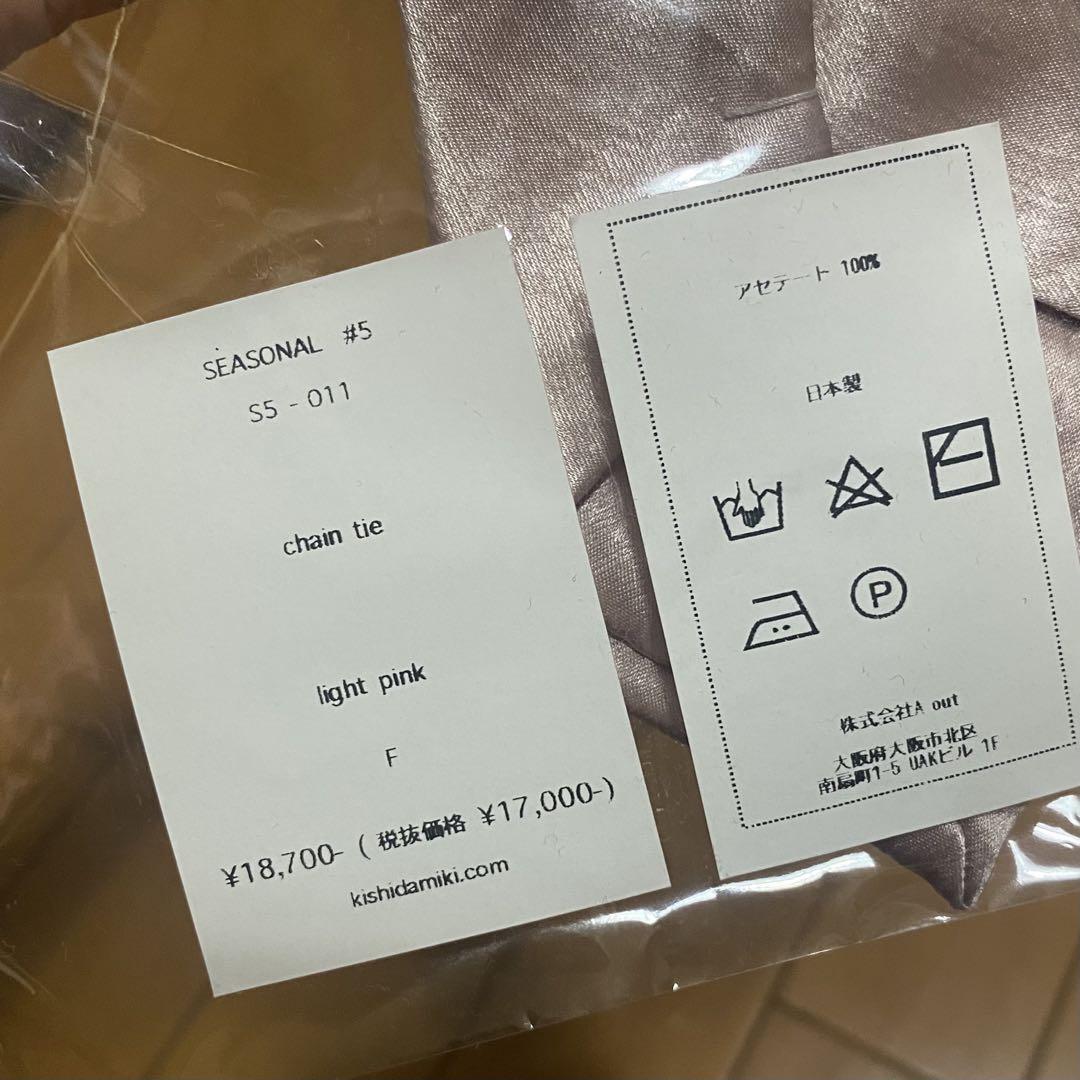 SEASONAL #5
S5 - 011
chain tie
light pink
F
¥18,700- ( 税抜価格 ¥17,000-)
kishidamiki.com
アセテート 100%
日本製
P
株式会社A out
大阪府大阪市北区
南扇町1-5 UAKビル 1F